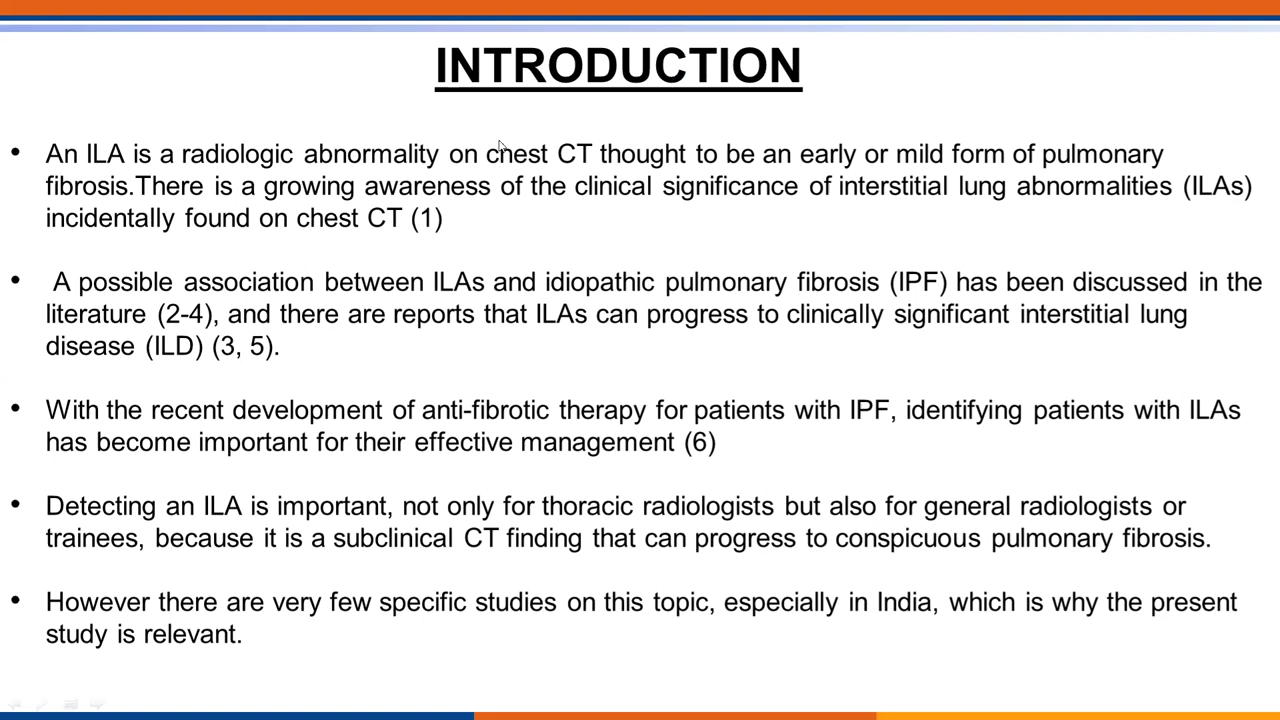 INTRODUCTION
• An ILA is a radiologic abnormality on chest CT thought to be an early or mild form of pulmonary
fibrosis.There is a growing awareness of the clinical significance of interstitial lung abnormalities (ILAs)
incidentally found on chest CT (1)
• A possible association between ILAs and idiopathic pulmonary fibrosis (IPF) has been discussed in the
literature (2-4), and there are reports that ILAs can progress to clinically significant interstitial lung
disease (ILD) (3, 5).
• With the recent development of anti-fibrotic therapy for patients with IPF, identifying patients with ILAs
has become important for their effective management (6)
• Detecting an ILA is important, not only for thoracic radiologists but also for general radiologists or
trainees, because it is a subclinical CT finding that can progress to conspicuous pulmonary fibrosis.
• However there are very few specific studies on this topic, especially in India, which is why the present
study is relevant.